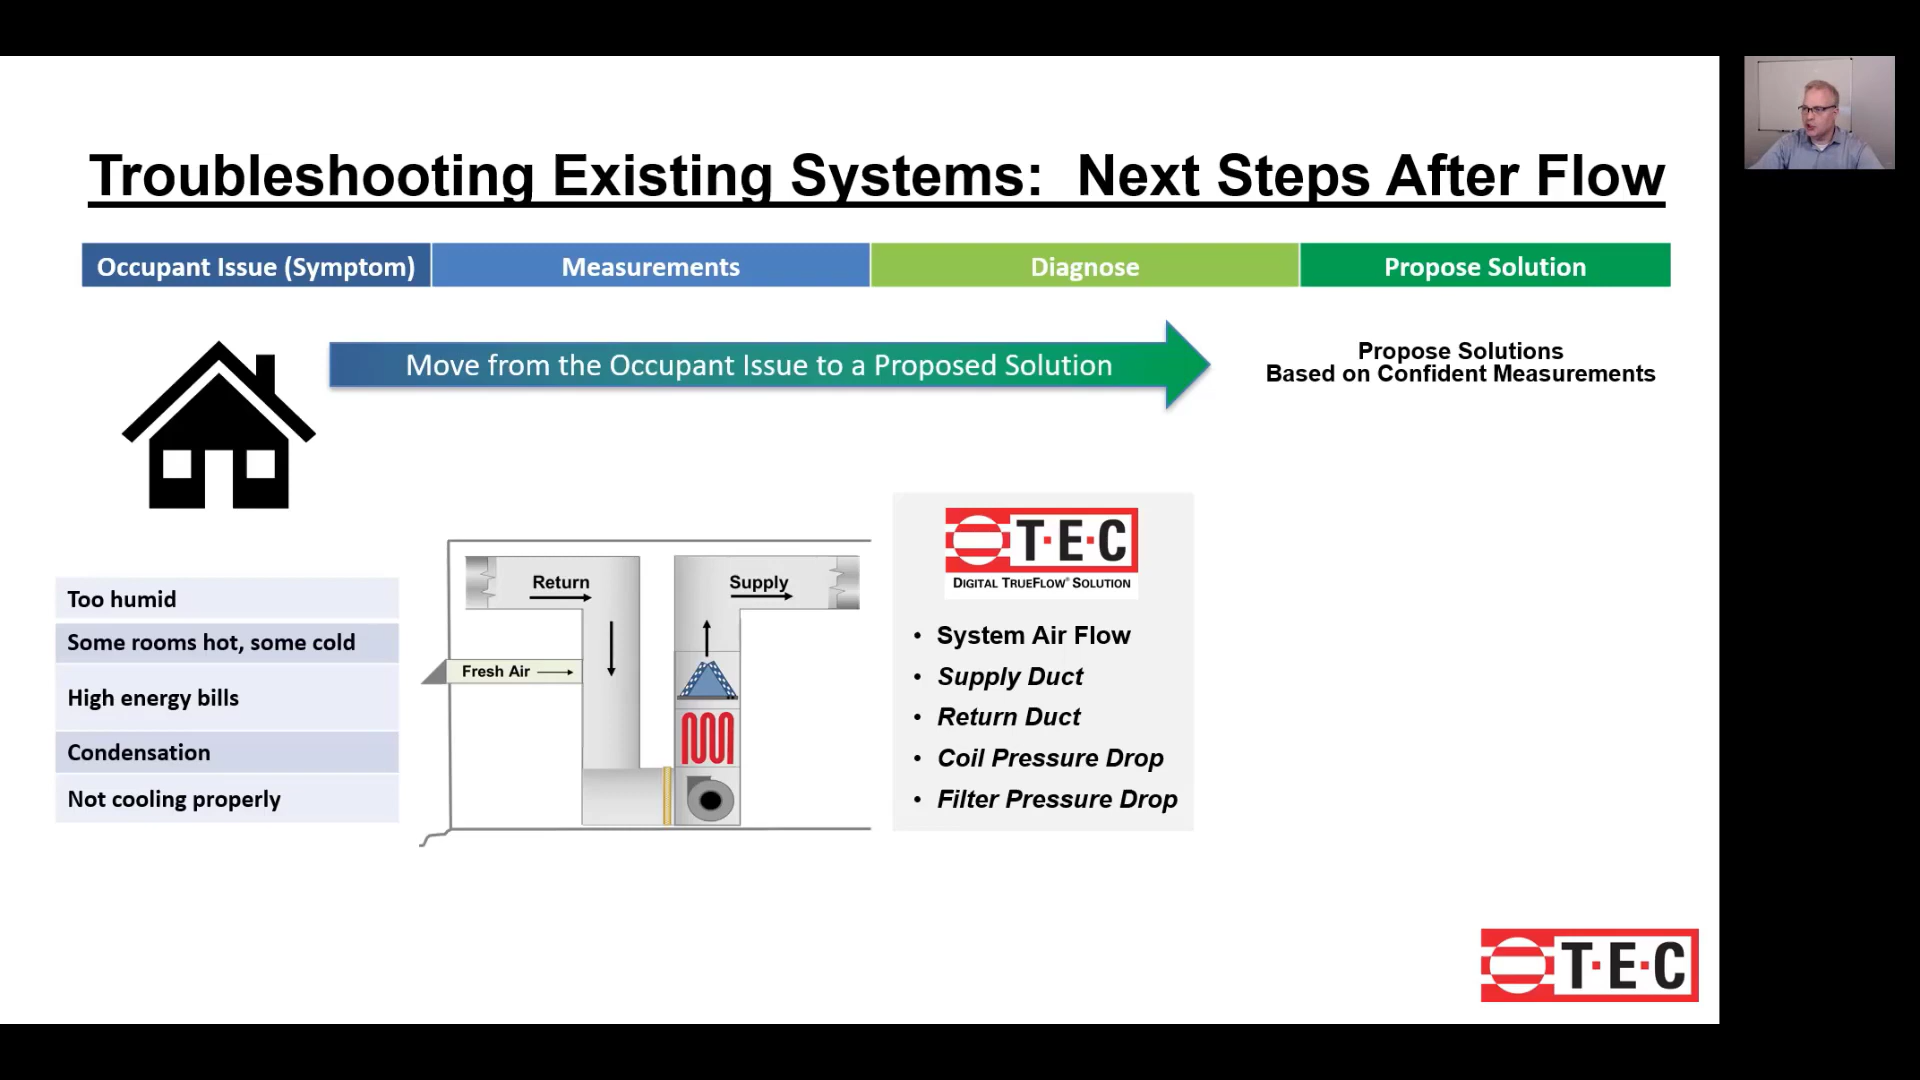 Troubleshooting Existing Systems: Next Steps After Flow
Occupant Issue (Symptom)
Measurements
Diagnose
Propose Solution
Move from the Occupant Issue to a Proposed Solution
Propose Solutions
Based on Confident Measurements
Too humid
Some rooms hot, some cold
High energy bills
Condensation
Not cooling properly
Return
Supply
Fresh Air
T·E·C
DIGITAL TRUEFLOW® SOLUTION
• System Air Flow
• Supply Duct
• Return Duct
• Coil Pressure Drop
• Filter Pressure Drop
T·E·C